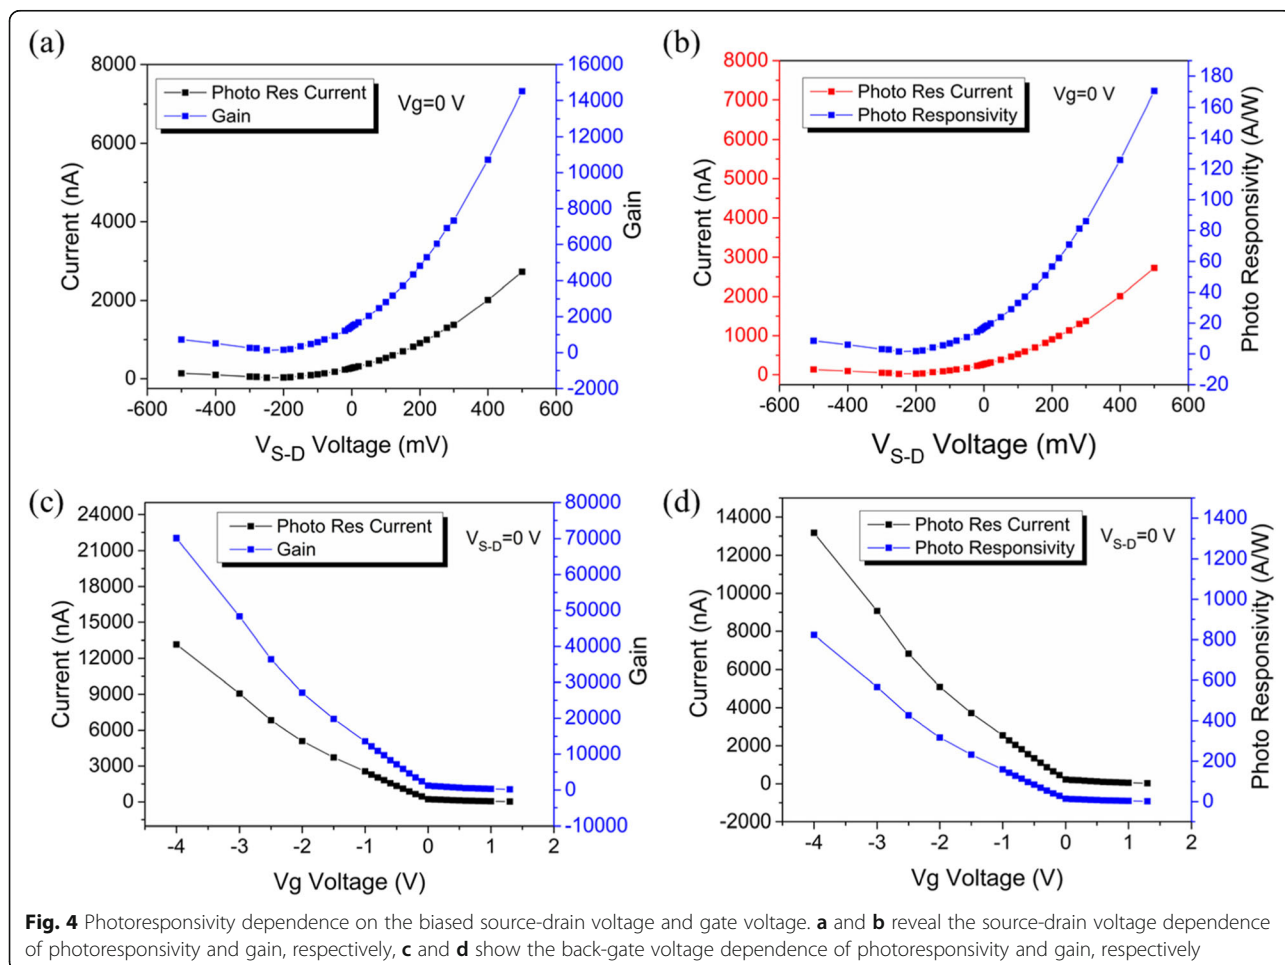 (a)
8000
6000
4000
2000
0
Current (nA)
16000
14000
12000
10000
8000
6000
4000
2000
0
-2000
Gain
Photo Res Current
Gain
Vg=0 V
-600 -400 -200 0 200 400 600
V_S-D Voltage (mV)
(b)
8000
7000
6000
5000
4000
3000
2000
1000
0
Current (nA)
180
160
140
120
100
80
60
40
20
0
-20
Photo Responsivity (A/W)
Photo Res Current
Photo Responsivity
Vg=0 V
-600 -400 -200 0 200 400 600
V_S-D Voltage (mV)
(c)
24000
21000
18000
15000
12000
9000
6000
3000
0
Current (nA)
80000
70000
60000
50000
40000
30000
20000
10000
0
-10000
Gain
Photo Res Current
Gain
V_S-D=0 V
-4 -3 -2 -1 0 1 2
Vg Voltage (V)
(d)
14000
12000
10000
8000
6000
4000
2000
0
-2000
Current (nA)
1400
1200
1000
800
600
400
200
0
Photo Responsivity (A/W)
Photo Res Current
Photo Responsivity
V_S-D=0 V
-4 -3 -2 -1 0 1 2
Vg Voltage (V)
Fig. 4 Photoresponsivity dependence on the biased source-drain voltage and gate voltage. a and b reveal the source-drain voltage dependence
of photoresponsivity and gain, respectively, c and d show the back-gate voltage dependence of photoresponsivity and gain, respectively